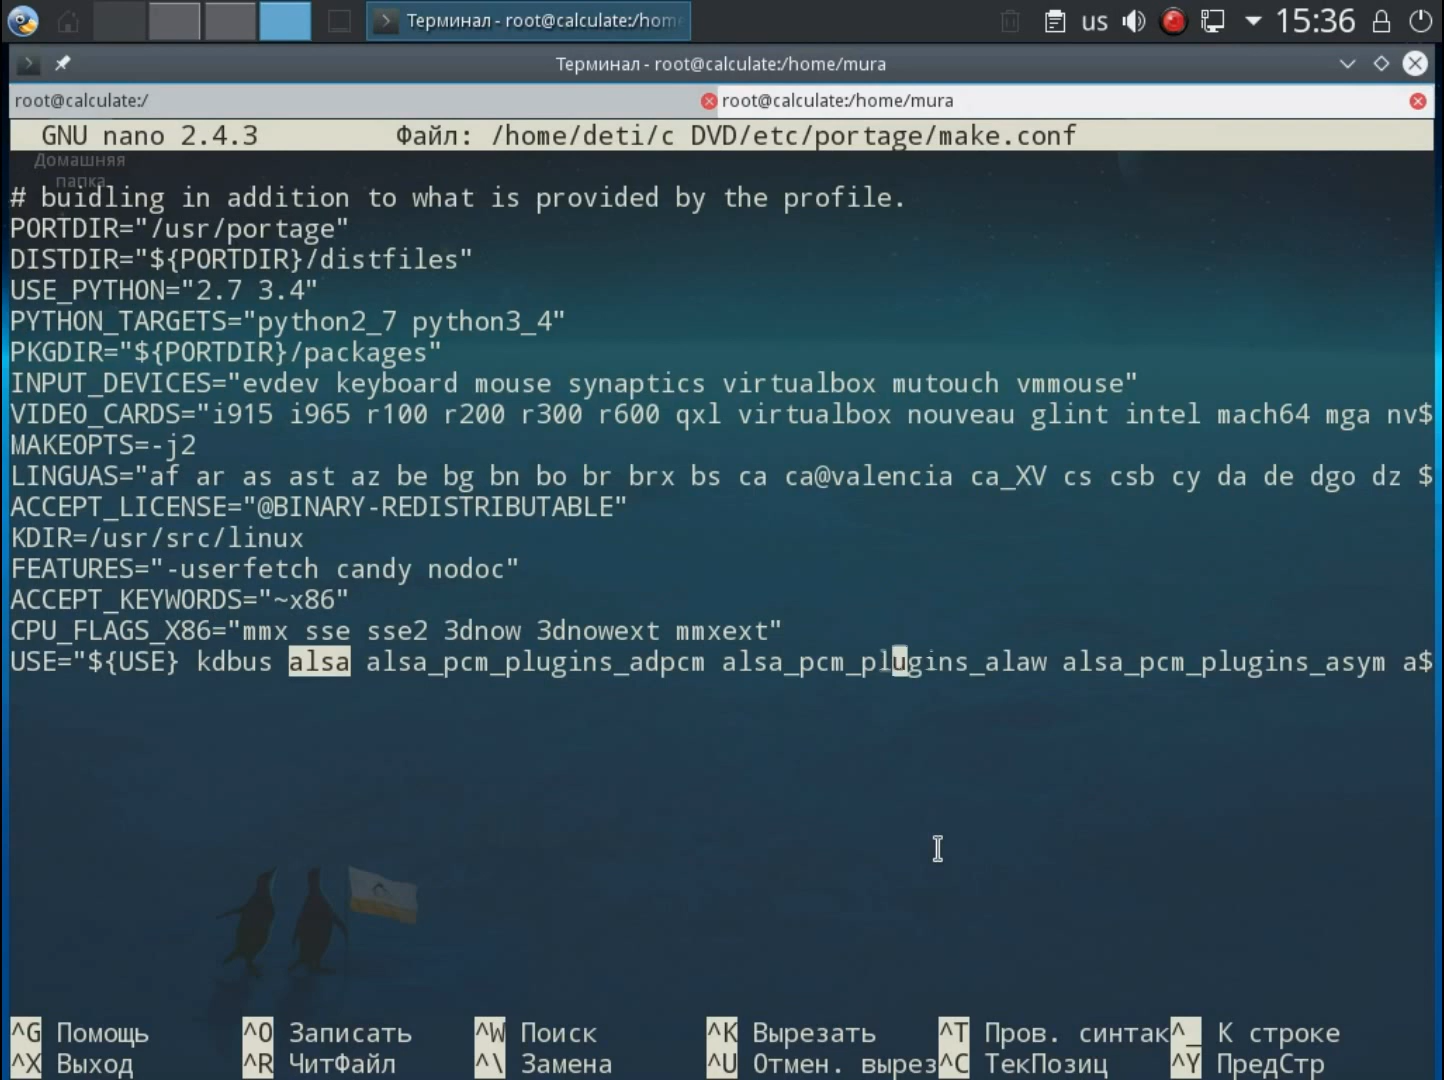 Терминал - root@calculate:/hom
us
15:36
Терминал - root@calculate:/home/mura
root@calculate:/
root@calculate:/home/mura
GNU nano 2.4.3 Файл: /home/deti/c DVD/etc/portage/make.conf
Домашняя
папка
# buidling in addition to what is provided by the profile.
PORTDIR="/usr/portage"
DISTDIR="${PORTDIR}/distfiles"
USE_PYTHON="2.7 3.4"
PYTHON_TARGETS="python2_7 python3_4"
PKGDIR="${PORTDIR}/packages"
INPUT_DEVICES="evdev keyboard mouse synaptics virtualbox mutouch vmmouse"
VIDEO_CARDS="i915 i965 r100 r200 r300 r600 qxl virtualbox nouveau glint intel mach64 mga nv$
MAKEOPTS=-j2
LINGUAS="af ar as ast az be bg bn bo br brx bs ca ca@valencia ca_XV cs csb cy da de dgo dz $
ACCEPT_LICENSE="@BINARY-REDISTRIBUTABLE"
KDIR=/usr/src/linux
FEATURES="-userfetch candy nodoc"
ACCEPT_KEYWORDS="~x86"
CPU_FLAGS_X86="mmx sse sse2 3dnow 3dnowext mmxext"
USE="${USE} kdbus alsa alsa_pcm_plugins_adpcm alsa_pcm_plugins_alaw alsa_pcm_plugins_asym a$
^G Помощь ^O Записать ^W Поиск ^K Вырезать ^T Пров. синтак ^_ К строке
^X Выход ^R ЧитФайл ^\ Замена ^U Отмен. вырез ^C ТекПозиц ^Y ПредСтр